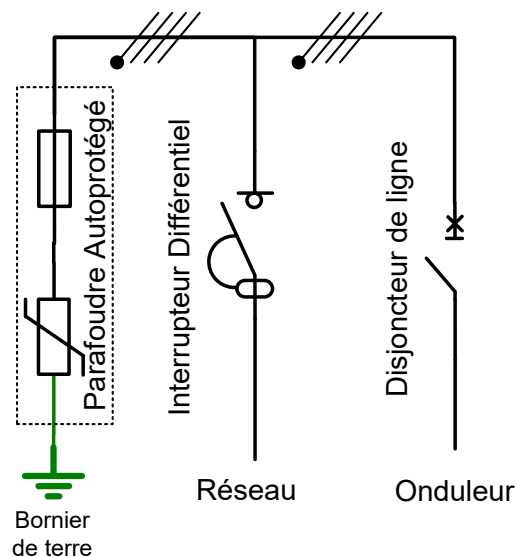 Parafoudre Autoprotégé
Interrupteur Différentiel
Disjoncteur de ligne
Réseau
Onduleur
Bornier
de terre